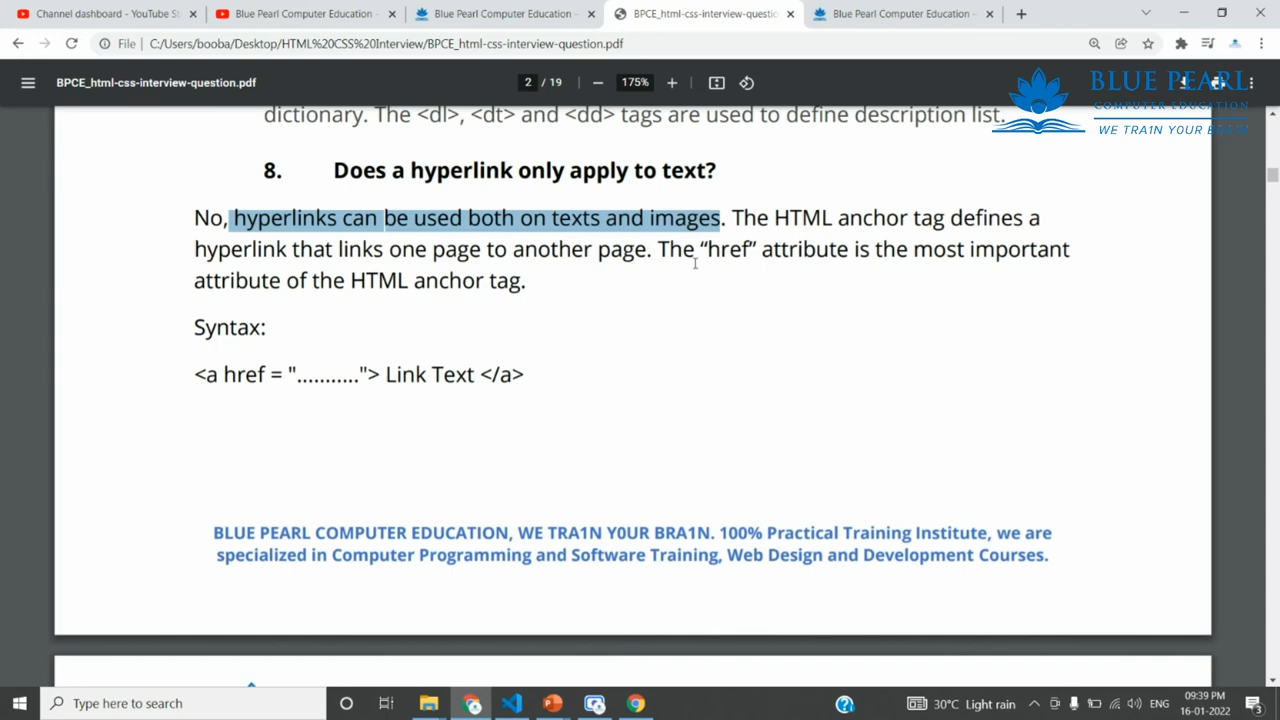 Channel dashboard - YouTube St
Blue Pearl Computer Education -
Blue Pearl Computer Education –
BPCE_html-css-interview-questio
Blue Pearl Computer Education –
File | C:/Users/booba/Desktop/HTML%20CSS%20Interview/BPCE_html-css-interview-question.pdf
BPCE_html-css-interview-question.pdf
2 / 19
175%
BLUE PEARL
COMPUTER EDUCATION
WE TRA1N YOUR BRA1N
dictionary. The <dl>, <dt> and <dd> tags are used to define description list.
8. Does a hyperlink only apply to text?
No, hyperlinks can be used both on texts and images. The HTML anchor tag defines a
hyperlink that links one page to another page. The “href” attribute is the most important
attribute of the HTML anchor tag.
Syntax:
<a href = "...........">  Link Text </a>
BLUE PEARL COMPUTER EDUCATION, WE TRA1N Y0UR BRA1N. 100% Practical Training Institute, we are
specialized in Computer Programming and Software Training, Web Design and Development Courses.
Type here to search
30°C Light rain
ENG
09:39 PM
16-01-2022
3